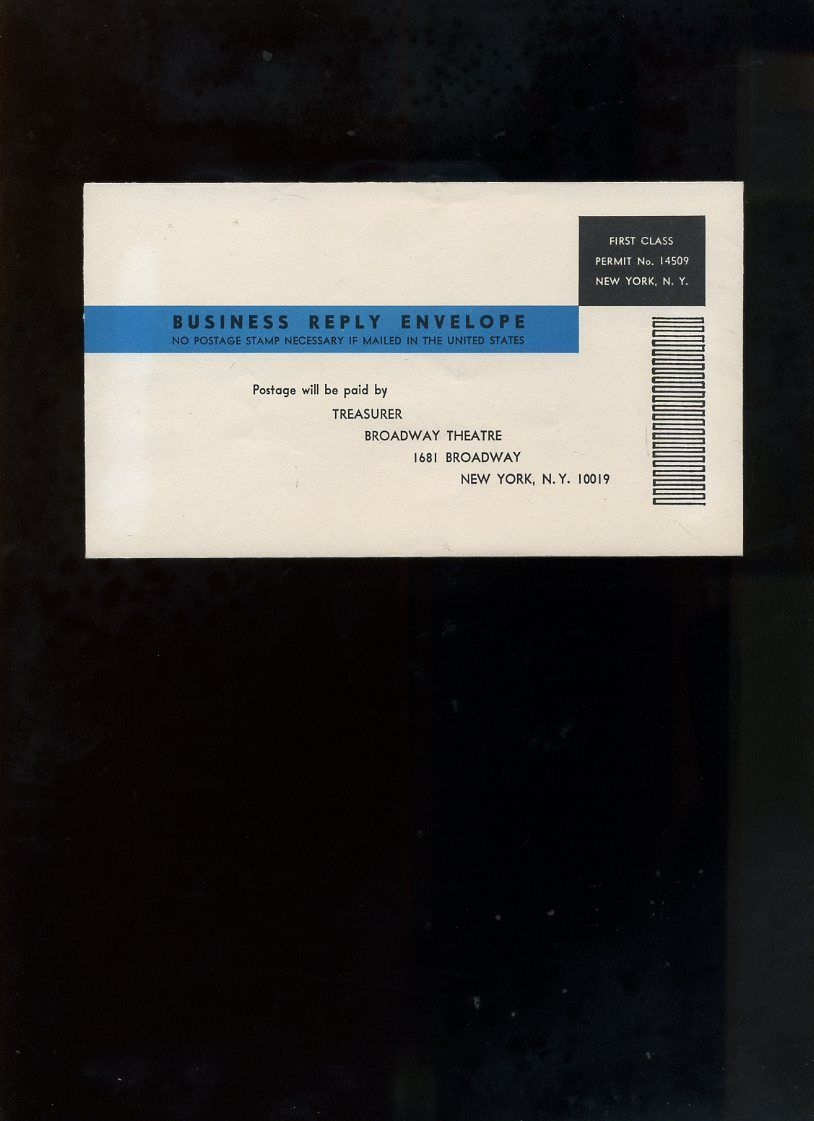 FIRST CLASS
PERMIT No. 14509
NEW YORK, N. Y.
BUSINESS REPLY ENVELOPE
NO POSTAGE STAMP NECESSARY IF MAILED IN THE UNITED STATES
Postage will be paid by
TREASURER
BROADWAY THEATRE
1681 BROADWAY
NEW YORK, N. Y. 10019